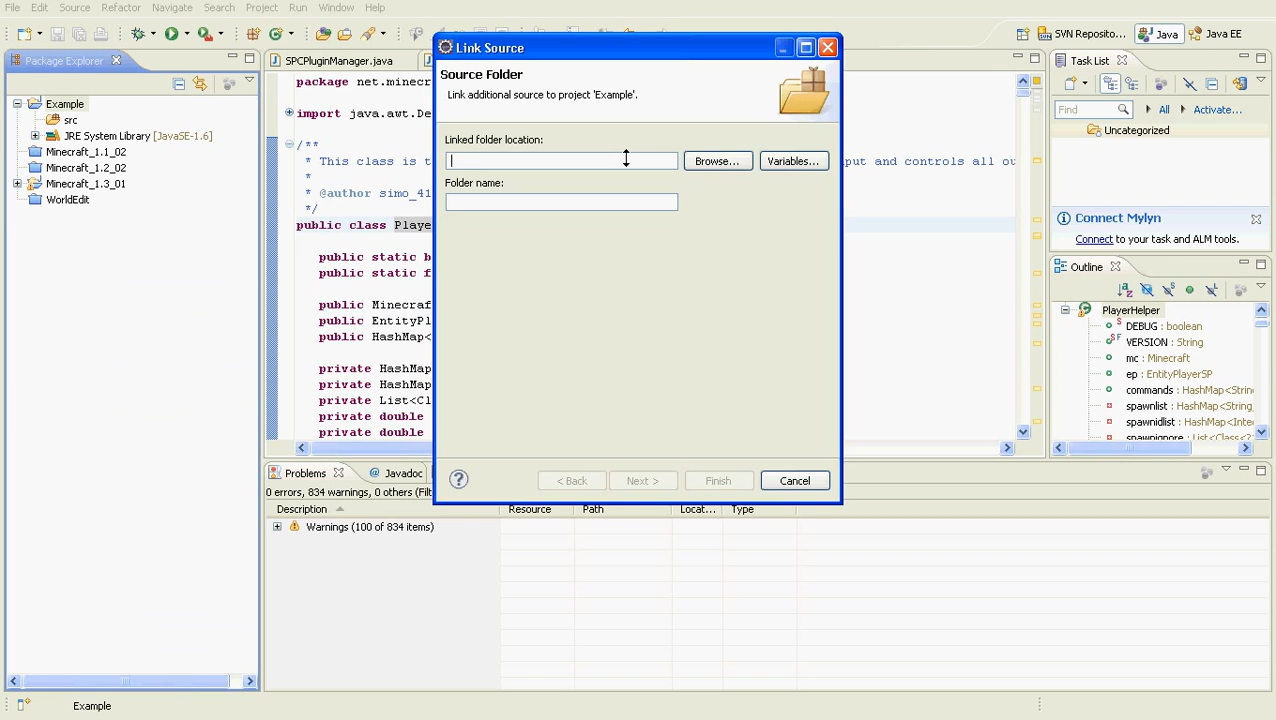 File Edit Source Refactor Navigate Search Project Run Window Help
SVN Reposito... Java Java EE
Package Explorer
Example
src
JRE System Library [JavaSE-1.6]
Minecraft_1.1_02
Minecraft_1.2_02
Minecraft_1.3_01
WorldEdit
SPCPluginManager.java
package net.minecr
import java.awt.De
/**
* This class is t
put and controls all ou
*
* @author simo_41
*/
public class Playe
public static b
public static f
public Minecraf
public EntityPl
public HashMap<
private HashMap
private HashMap
private List<Cl
private double
private double
Link Source
Source Folder
Link additional source to project 'Example'.
Linked folder location:
Browse... Variables...
Folder name:
? < Back Next > Finish Cancel
Task List
Find All Activate...
Uncategorized
Connect Mylyn
Connect to your task and ALM tools.
Outline
PlayerHelper
DEBUG : boolean
VERSION : String
mc : Minecraft
ep : EntityPlayerSP
commands : HashMap<String
spawnlist : HashMap<String,
spawnidlist : HashMap<Integ
spawnignore : List<Class<?
Problems Javadoc
0 errors, 834 warnings, 0 others (Filt
Description Resource Path Locat... Type
Warnings (100 of 834 items)
Example